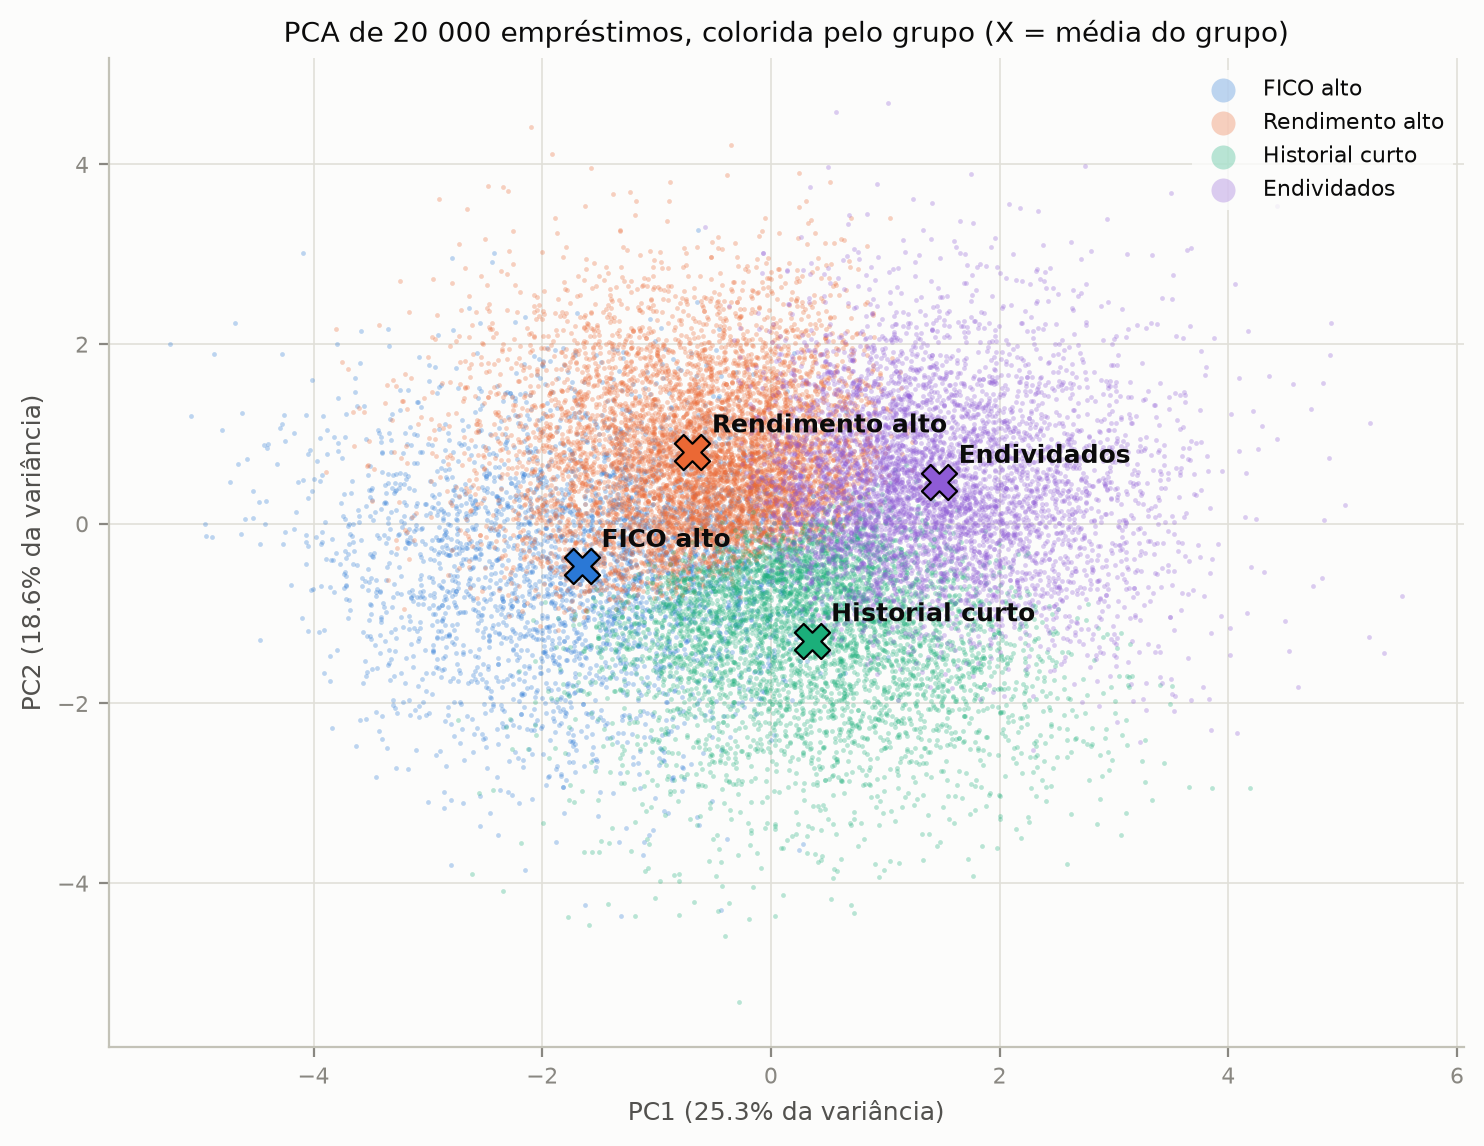 PCA de 20 000 empréstimos, colorida pelo grupo (X = média do grupo)
FICO alto
Rendimento alto
Historial curto
Endividados
4
2
0
−2
−4
PC2 (18.6% da variância)
Rendimento alto
Endividados
FICO alto
Historial curto
−4
−2
0
2
4
6
PC1 (25.3% da variância)